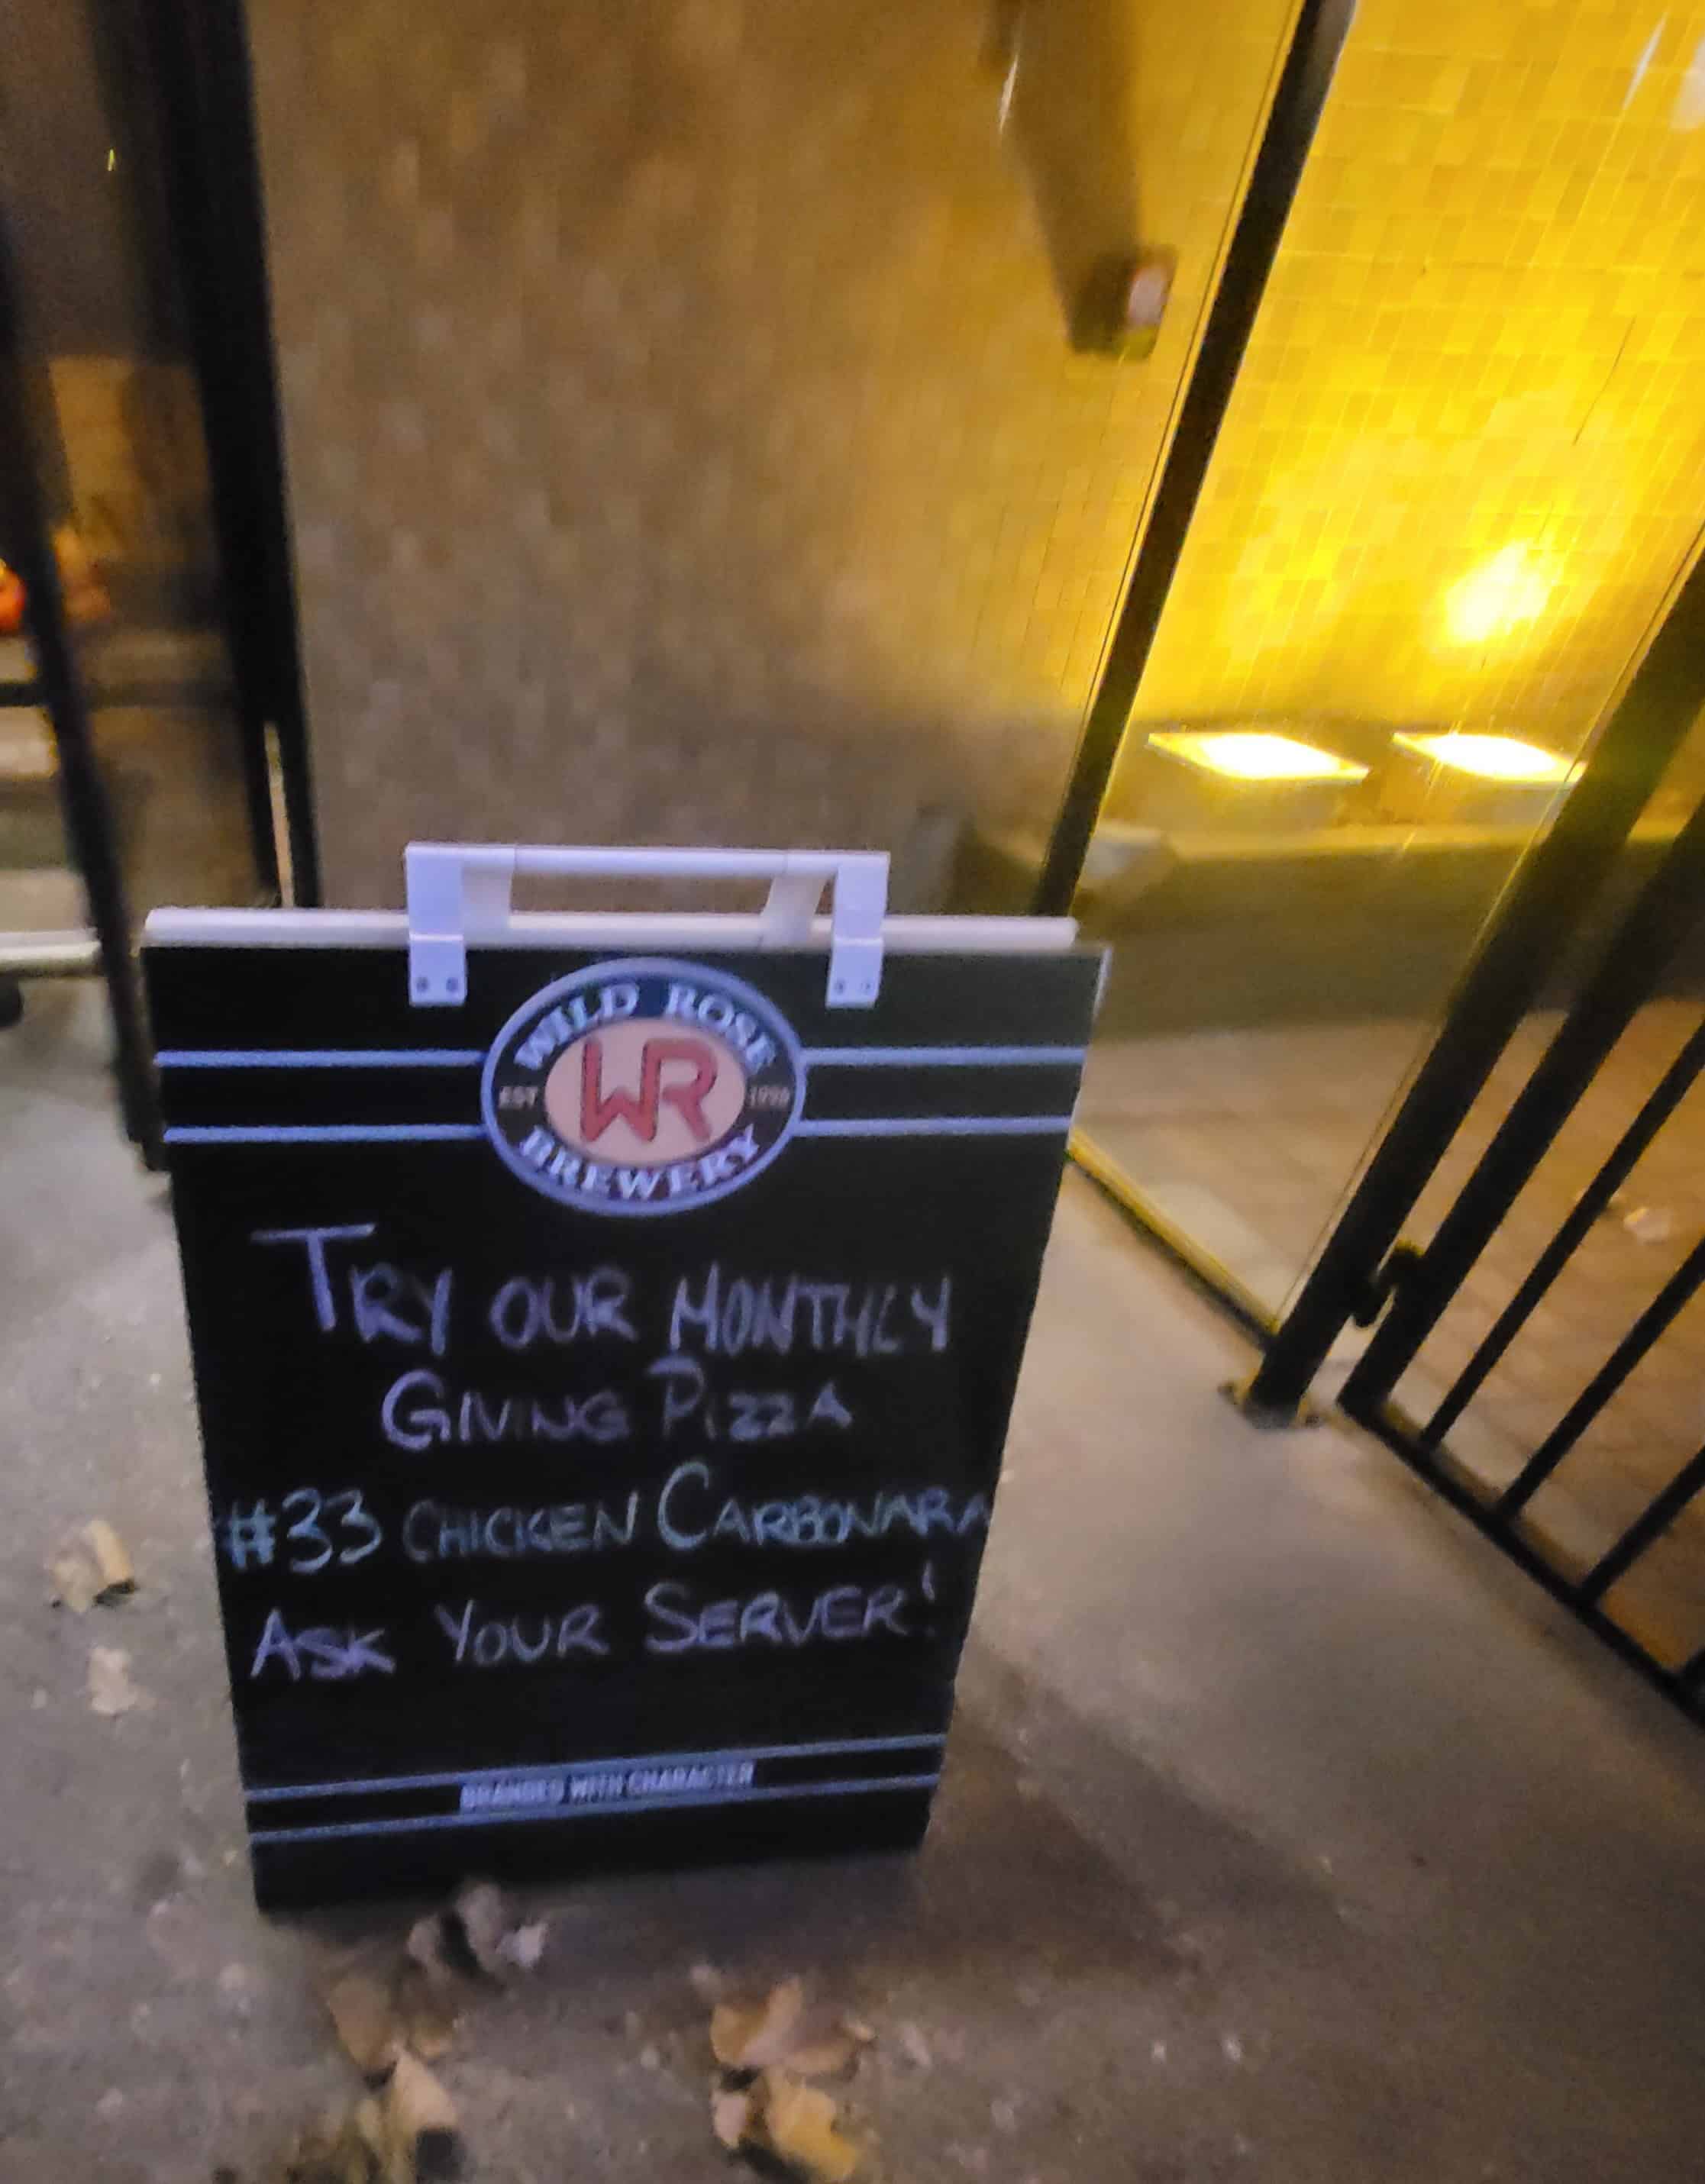 WILD ROSE
EST WR 1996
BREWERY
TRY OUR MONTHLY
GIVING PIZZA
#33 CHICKEN CARBONARA
ASK YOUR SERVER!
BRANDED WITH CHARACTER